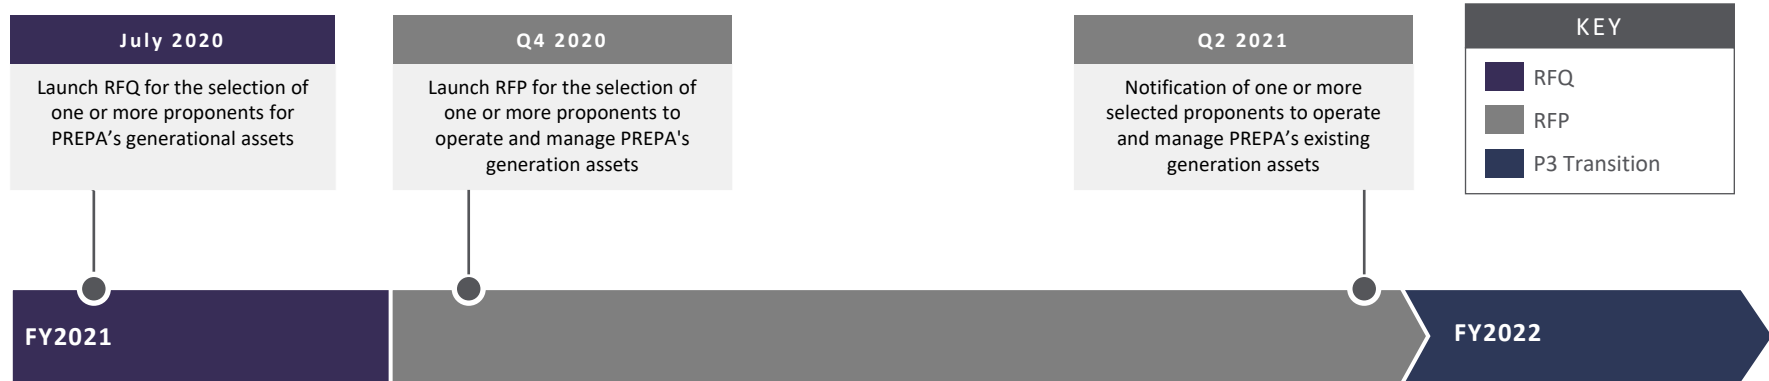 July 2020
Launch RFQ for the selection of
one or more proponents for
PREPA’s generational assets
Q4 2020
Launch RFP for the selection of
one or more proponents to
operate and manage PREPA's
generation assets
Q2 2021
Notification of one or more
selected proponents to operate
and manage PREPA’s existing
generation assets
KEY
RFQ
RFP
P3 Transition
FY2021
FY2022